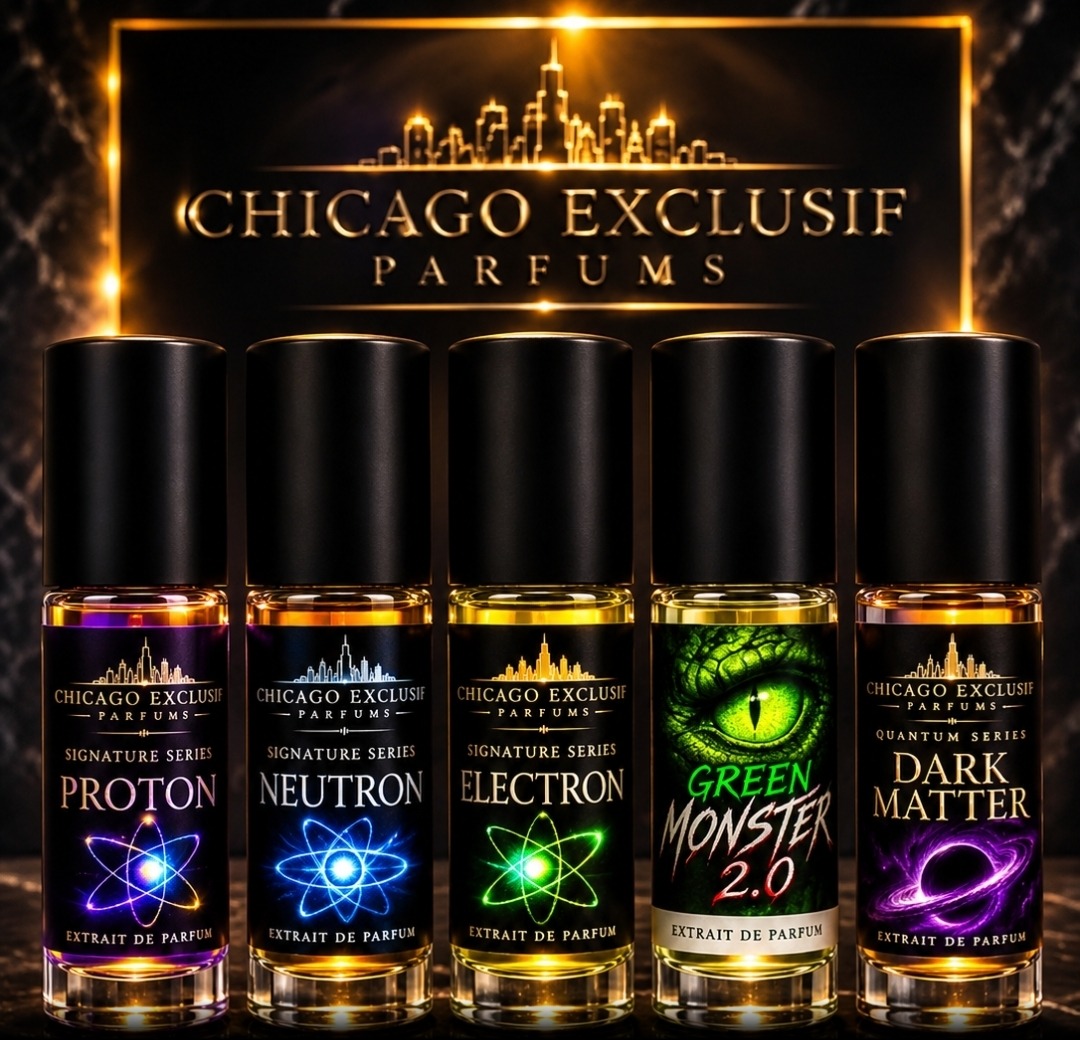 CHICAGO EXCLUSIF
PARFUMS
CHICAGO EXCLUSIF
PARFUMS
SIGNATURE SERIES
PROTON
EXTRAIT DE PARFUM
CHICAGO EXCLUSIF
PARFUMS
SIGNATURE SERIES
NEUTRON
EXTRAIT DE PARFUM
CHICAGO EXCLUSIF
PARFUMS
SIGNATURE SERIES
ELECTRON
EXTRAIT DE PARFUM
GREEN
MONSTER
2.0
EXTRAIT DE PARFUM
CHICAGO EXCLUSIF
PARFUMS
QUANTUM SERIES
DARK
MATTER
EXTRAIT DE PARFUM